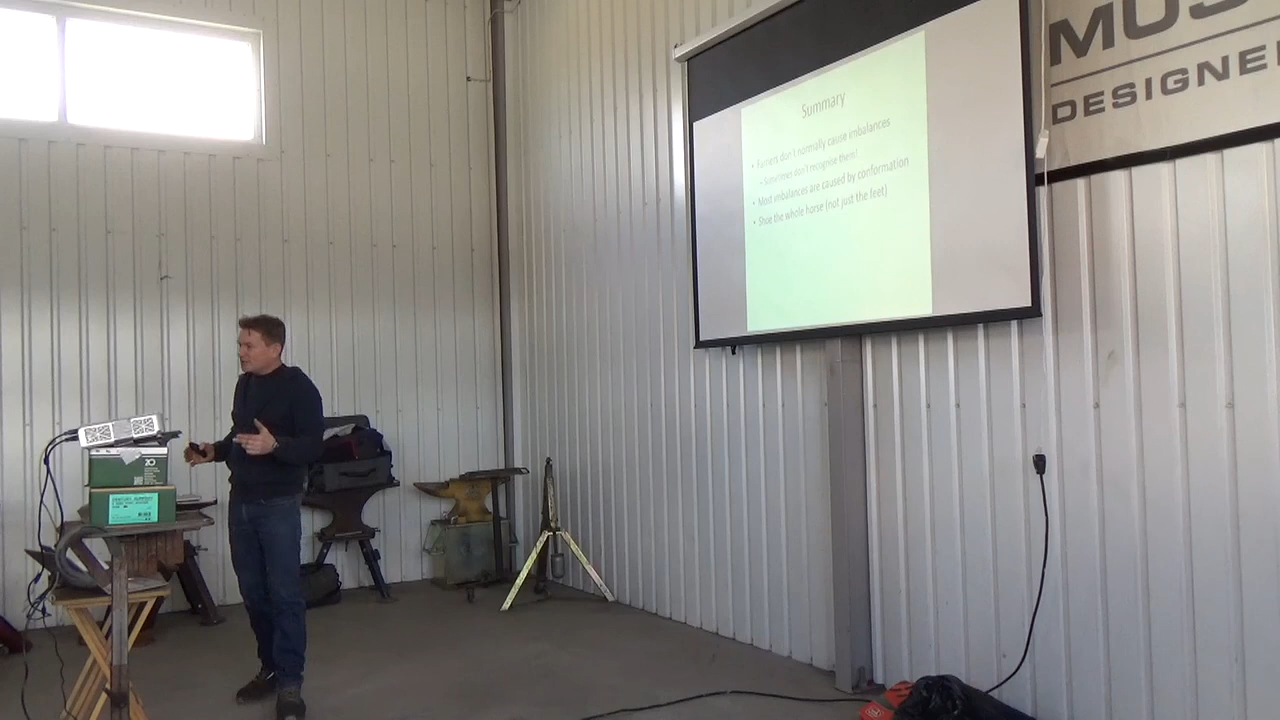 Summary
• Farriers don't normally cause imbalances
– Sometimes don't recognise them!
• Most imbalances are caused by conformation
• Shoe the whole horse (not just the feet)
MUS
DESIGNE
20